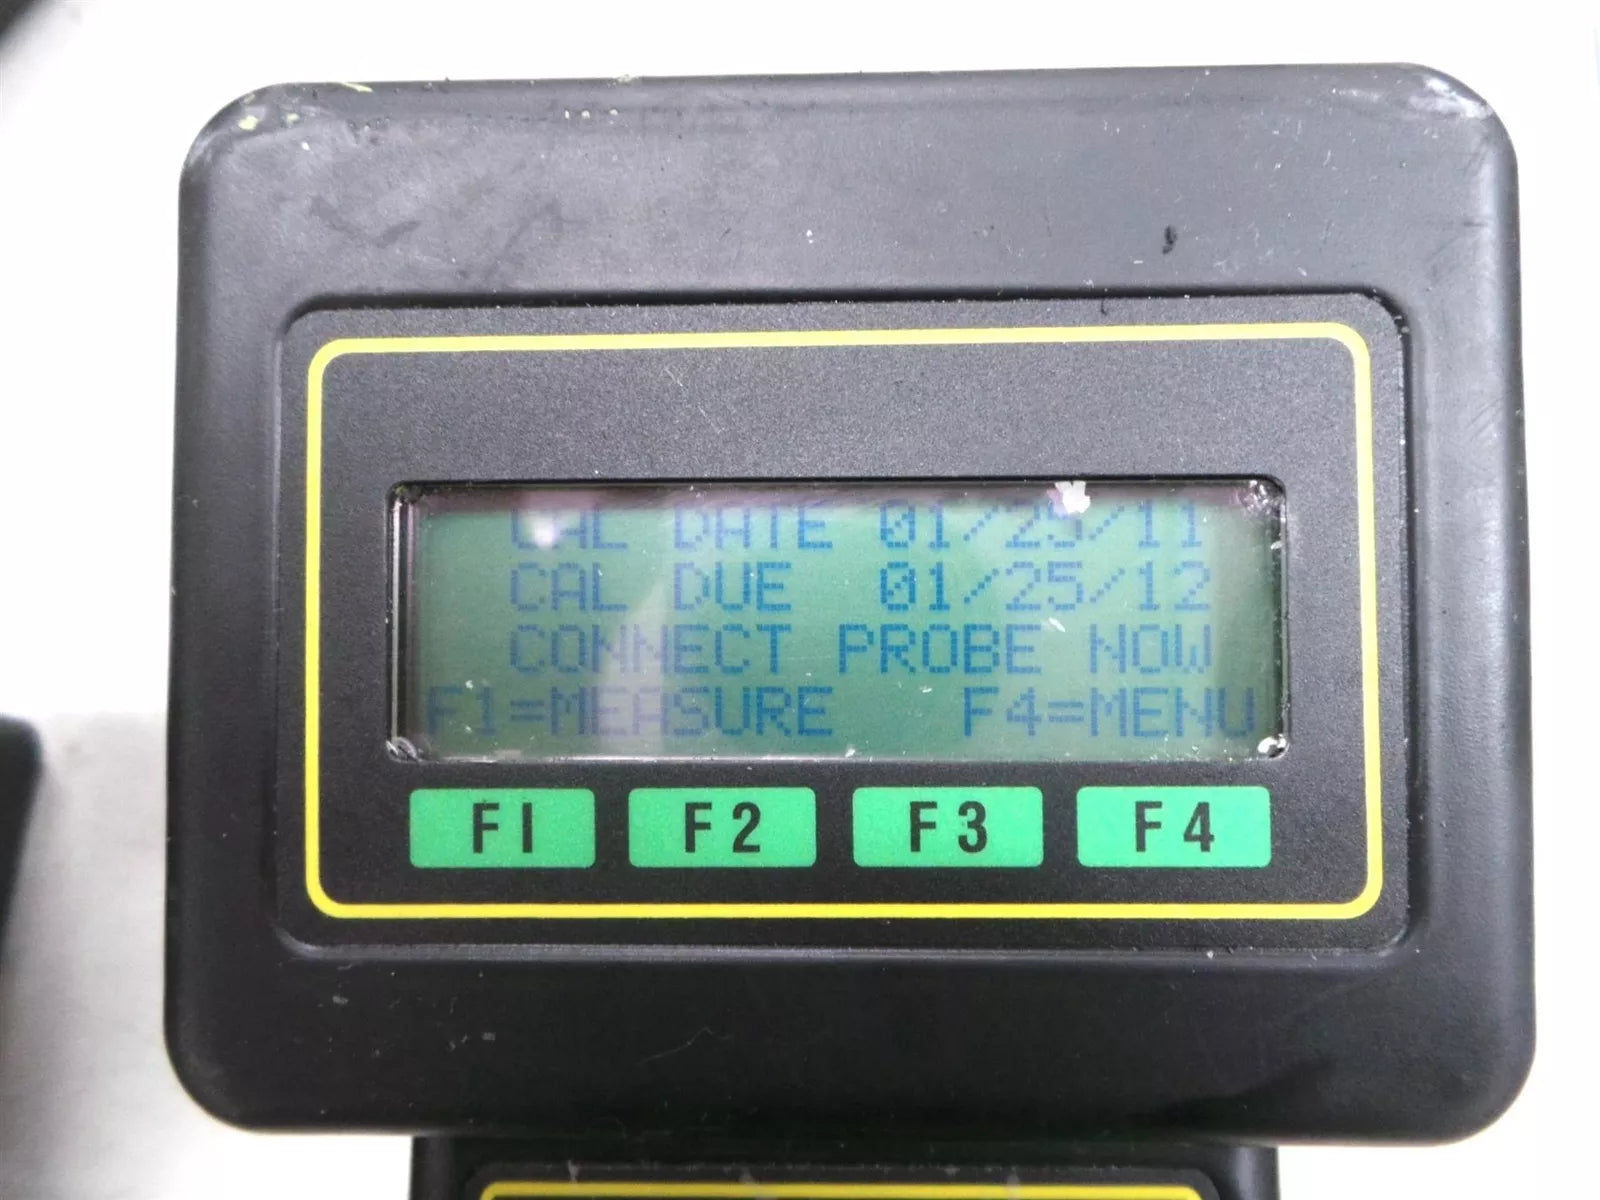 CAL DATE 01/25/11
CAL DUE 01/25/12
CONNECT PROBE NOW
F1=MEASURE F4=MENU
F1 F2 F3 F4